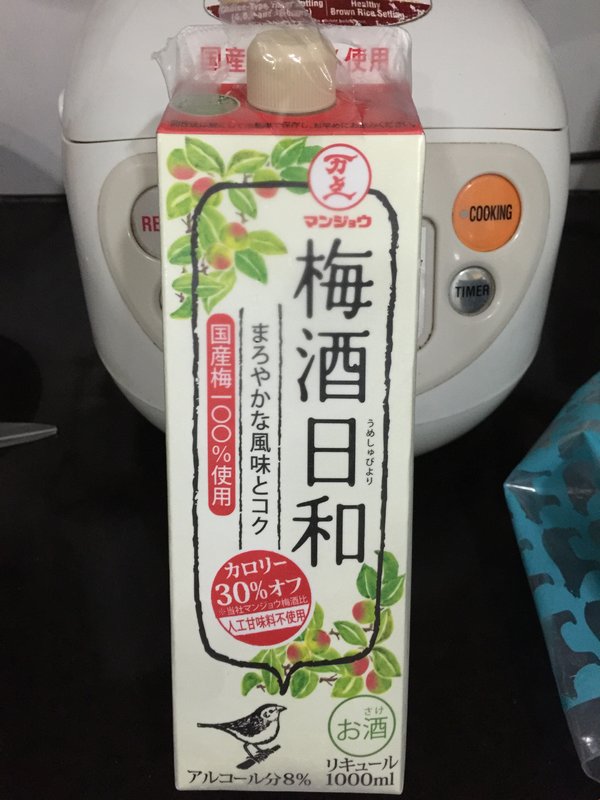 Healthy
Brown Rice Setting
国産
使用
万上
マンジョウ
梅酒日和
うめしゅびより
まろやかな風味とコク
国産梅一〇〇%使用
カロリー
30%オフ
※当社マンジョウ梅酒比
人工甘味料不使用
さけ
お酒
リキュール
1000ml
アルコール分8%
RE
COOKING
TIMER